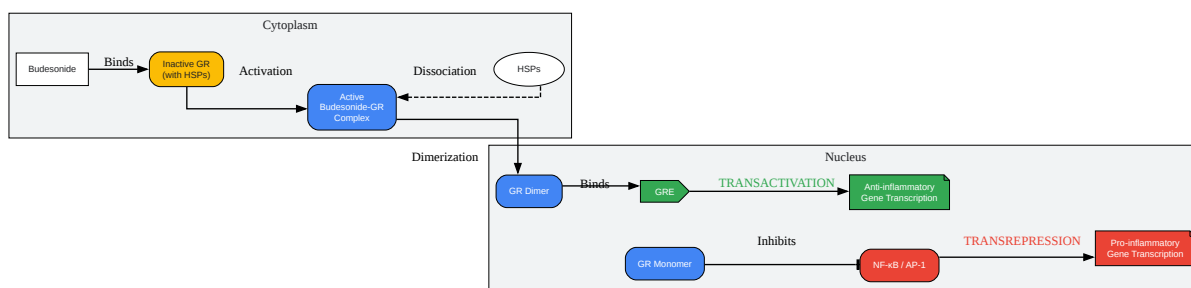 Cytoplasm
Budesonide
Binds
Inactive GR
(with HSPs)
Activation
Dissociation
HSPs
Active
Budesonide-GR
Complex
Dimerization
Nucleus
GR Dimer
Binds
GRE
TRANSACTIVATION
Anti-inflammatory
Gene Transcription
GR Monomer
Inhibits
NF-κB / AP-1
TRANSREPRESSION
Pro-inflammatory
Gene Transcription